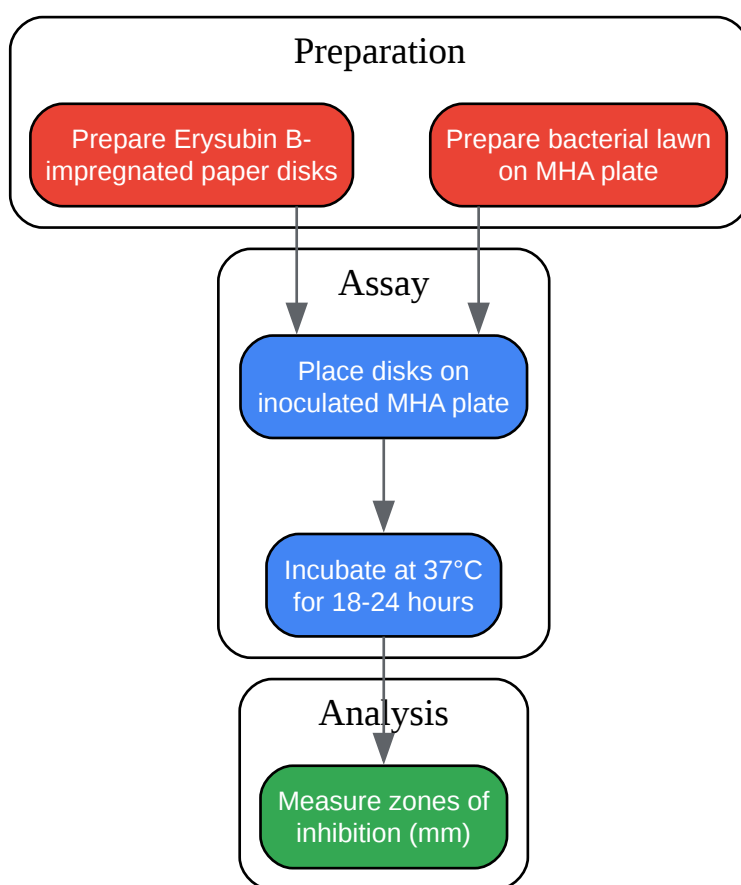 Preparation
Prepare Erysubin B-
impregnated paper disks
Prepare bacterial lawn
on MHA plate
Assay
Place disks on
inoculated MHA plate
Incubate at 37°C
for 18-24 hours
Analysis
Measure zones of
inhibition (mm)